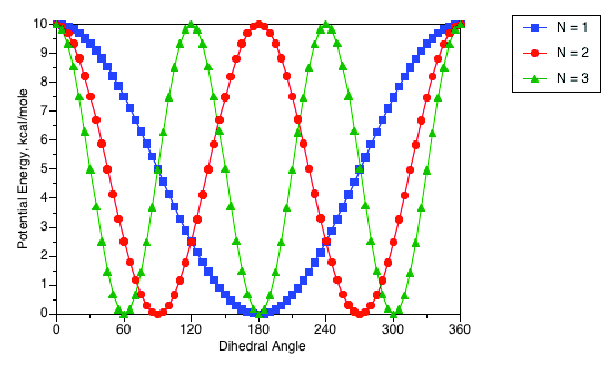 10
9
8
7
6
5
4
3
2
1
0
Potential Energy, kcal/mole
0 60 120 180 240 300 360
Dihedral Angle
N = 1
N = 2
N = 3